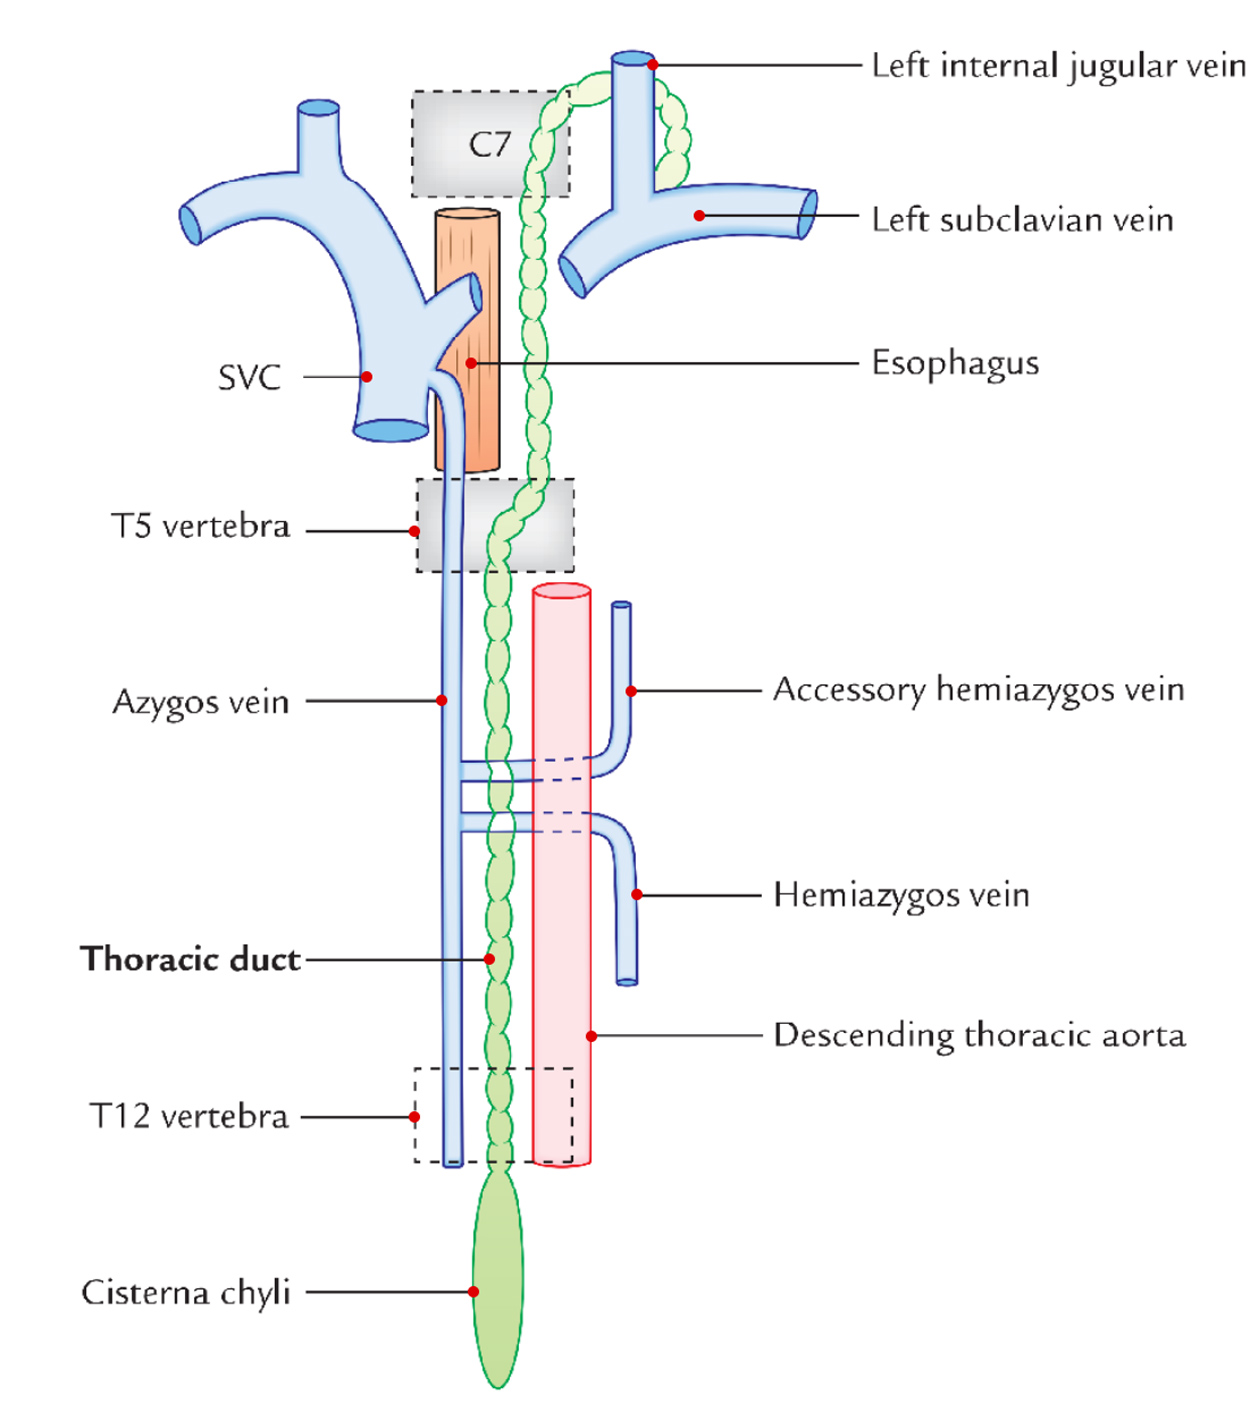 Left internal jugular vein
C7
Left subclavian vein
Esophagus
SVC
T5 vertebra
Accessory hemiazygos vein
Azygos vein
Hemiazygos vein
Thoracic duct
Descending thoracic aorta
T12 vertebra
Cisterna chyli